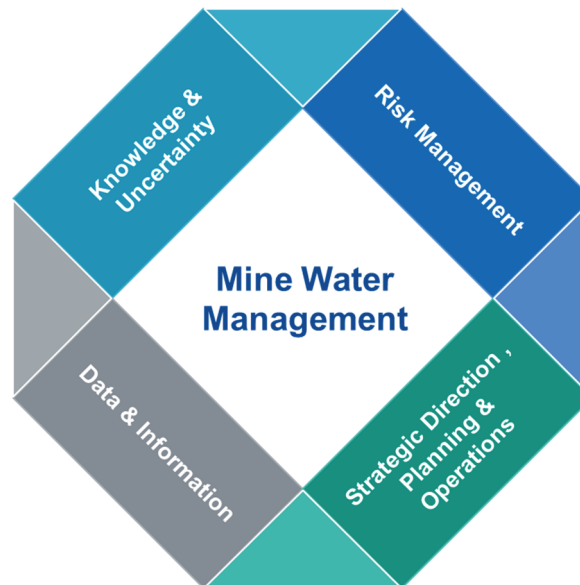 Knowledge &
Uncertainty
Risk Management
Mine Water
Management
Data & Information
Strategic Direction ,
Planning &
Operations